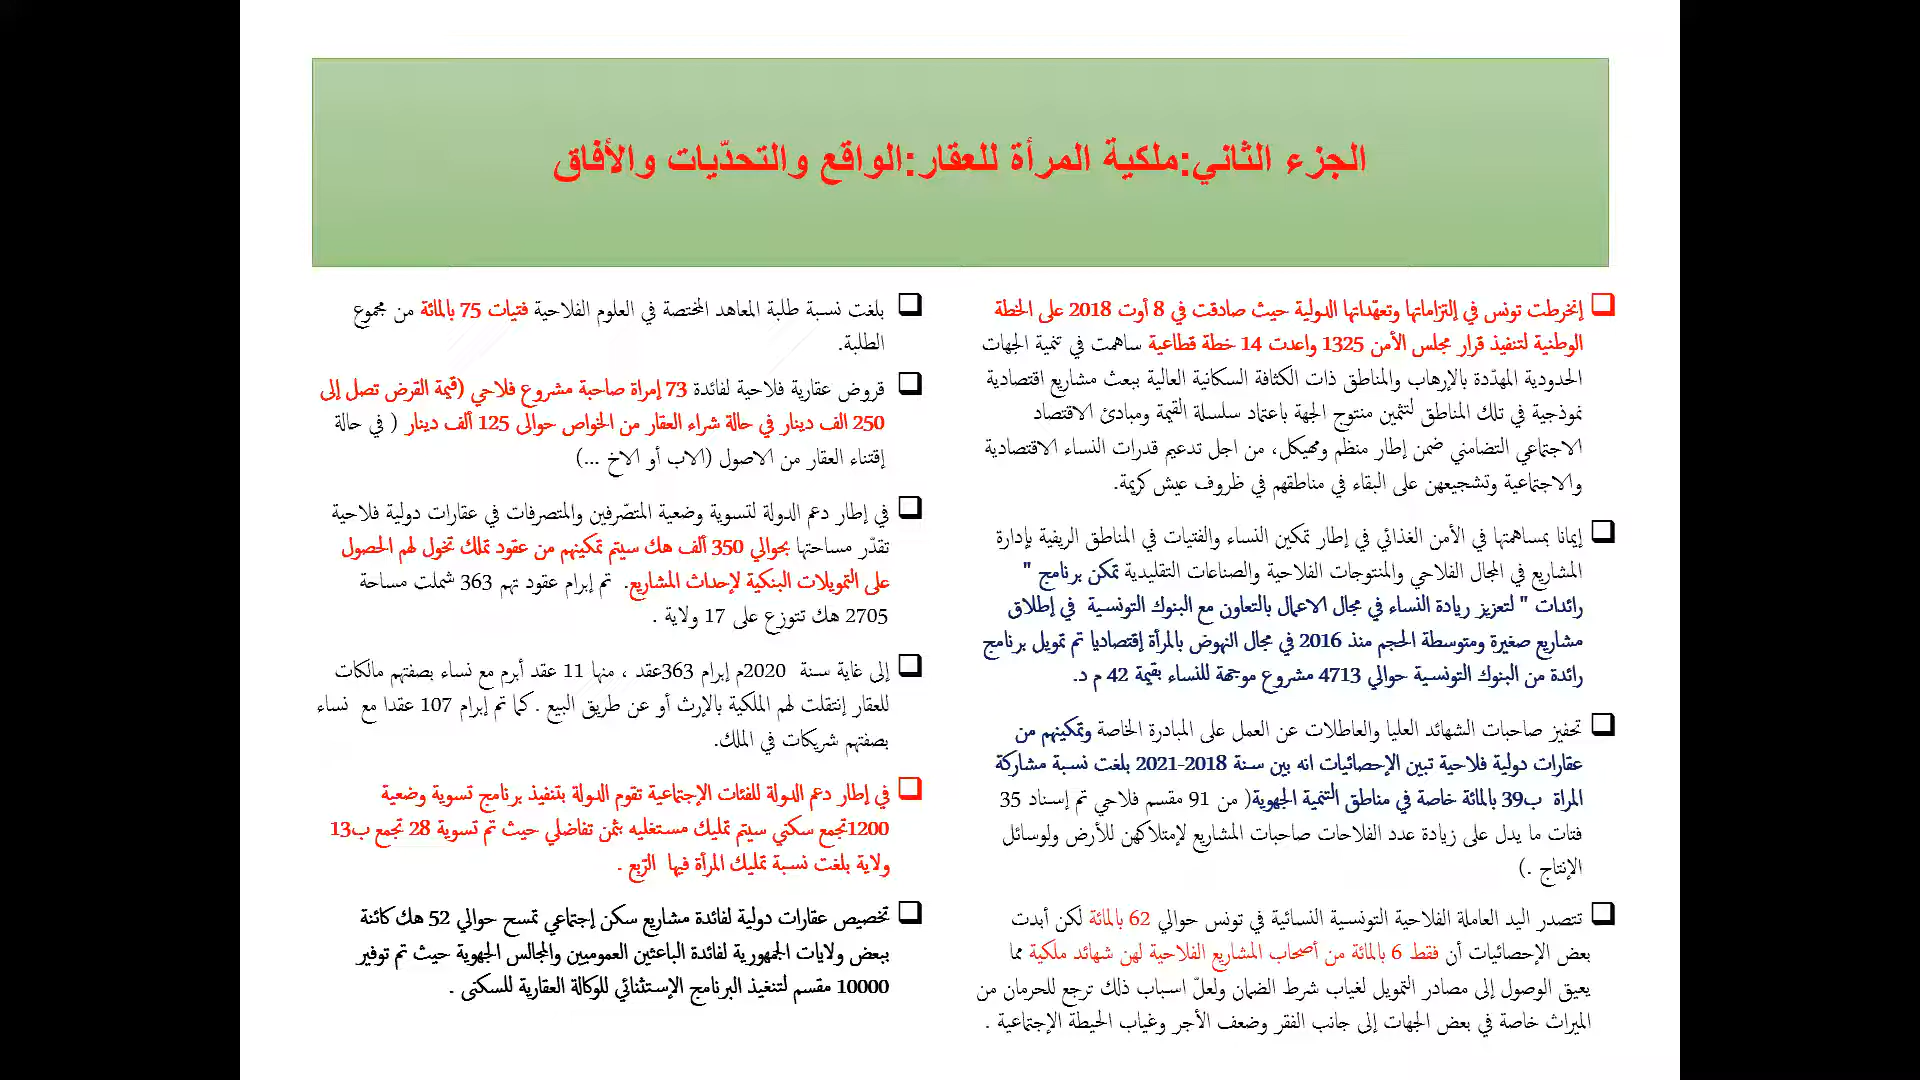 الجزء الثاني:ملكية المرأة للعقار:الواقع والتحدّيات والأفاق
إنخرطت تونس في إلتزاماتها وتعهّداتها الدولية حيث صادقت في 8 أوت 2018 على الخطة
الوطنية لتنفيذ قرار مجلس الأمن 1325 واعدت 14 خطة قطاعية ساهمت في تنمية الجهات
الحدودية المهدّدة بالإرهاب والمناطق ذات الكثافة السكانية العالية ببعث مشاريع اقتصادية
نموذجية في تلك المناطق لتثمين منتوج الجهة باعتماد سلسلة القيمة ومبادئ الاقتصاد
الاجتماعي التضامني ضمن إطار منظم ومهيكل، من اجل تدعيم قدرات النساء الاقتصادية
والاجتماعية وتشجيعهن على البقاء في مناطقهم في ظروف عيش كريمة.
إيمانا بمساهمتها في الأمن الغذائي في إطار تمكين النساء والفتيات في المناطق الريفية بإدارة
المشاريع في المجال الفلاحي والمنتوجات الفلاحية والصناعات التقليدية تمكن برنامج "
رائدات " لتعزيز ريادة النساء في مجال الاعمال بالتعاون مع البنوك التونسية في إطلاق
مشاريع صغيرة ومتوسطة الحجم منذ 2016 في مجال النهوض بالمرأة إقتصاديا تم تمويل برنامج
رائدة من البنوك التونسية حوالي 4713 مشروع موجهة للنساء بقيمة 42 م د.
تحفيز صاحبات الشهائد العليا والعاطلات عن العمل على المبادرة الخاصة وتمكينهم من
عقارات دولية فلاحية تبين الإحصائيات انه بين سنة 2018-2021 بلغت نسبة مشاركة
المراة ب39 بالمائة خاصة في مناطق التنمية الجهوية( من 91 مقسم فلاحي تم إسناد 35
فتات ما يدل على زيادة عدد الفلاحات صاحبات المشاريع لإمتلاكهن للأرض ولوسائل
الإنتاج .)
تتصدر اليد العاملة الفلاحية التونسية النسائية في تونس حوالي 62 بالمائة لكن أبدت
بعض الإحصائيات أن فقط 6 بالمائة من أصحاب المشاريع الفلاحية لهن شهائد ملكية مما
يعيق الوصول إلى مصادر التمويل لغياب شرط الضمان ولعلّ اسباب ذلك ترجع للحرمان من
الميراث خاصة في بعض الجهات إلى جانب الفقر وضعف الأجر وغياب الحيطة الإجتماعية .
بلغت نسبة طلبة المعاهد المختصة في العلوم الفلاحية فتيات 75 بالمائة من مجموع
الطلبة.
قروض عقارية فلاحية لفائدة 73 إمراة صاحبة مشروع فلاحي (قيمة القرض تصل إلى
250 الف دينار في حالة شراء العقار من الخواص حوالى 125 ألف دينار ( في حالة
إقتناء العقار من الاصول (الاب أو الاخ ...)
في إطار دعم الدولة لتسوية وضعية المتصّرفين والمتصرفات في عقارات دولية فلاحية
تقدّر مساحتها بحوالي 350 ألف هك سيتم تمكينهم من عقود تملك تخول لهم الحصول
على التمويلات البنكية لإحداث المشاريع. تم إبرام عقود تهم 363 شملت مساحة
2705 هك تتوزع على 17 ولاية .
إلى غاية سنة 2020م إبرام 363عقد ، منها 11 عقد أبرم مع نساء بصفتهم مالكات
للعقار إنتقلت لهم الملكية بالإرث أو عن طريق البيع .كما تم إبرام 107 عقدا مع نساء
بصفتهم شريكات في الملك.
في إطار دعم الدولة للفئات الإجتماعية تقوم الدولة بتنفيذ برنامج تسوية وضعية
1200تجمع سكني سيتم تمليك مستغليه بثمن تفاضلي حيث تم تسوية 28 تجمع ب13
ولاية بلغت نسبة تمليك المرأة فيها الرّبع .
تخصيص عقارات دولية لفائدة مشاريع سكن إجتماعي تمسح حوالي 52 هك كائنة
ببعض ولايات الجمهورية لفائدة الباعثين العموميين والمجالس الجهوية حيث تم توفير
10000 مقسم لتنغيذ البرنامج الإستثنائي للوكالة العقارية للسكنى .